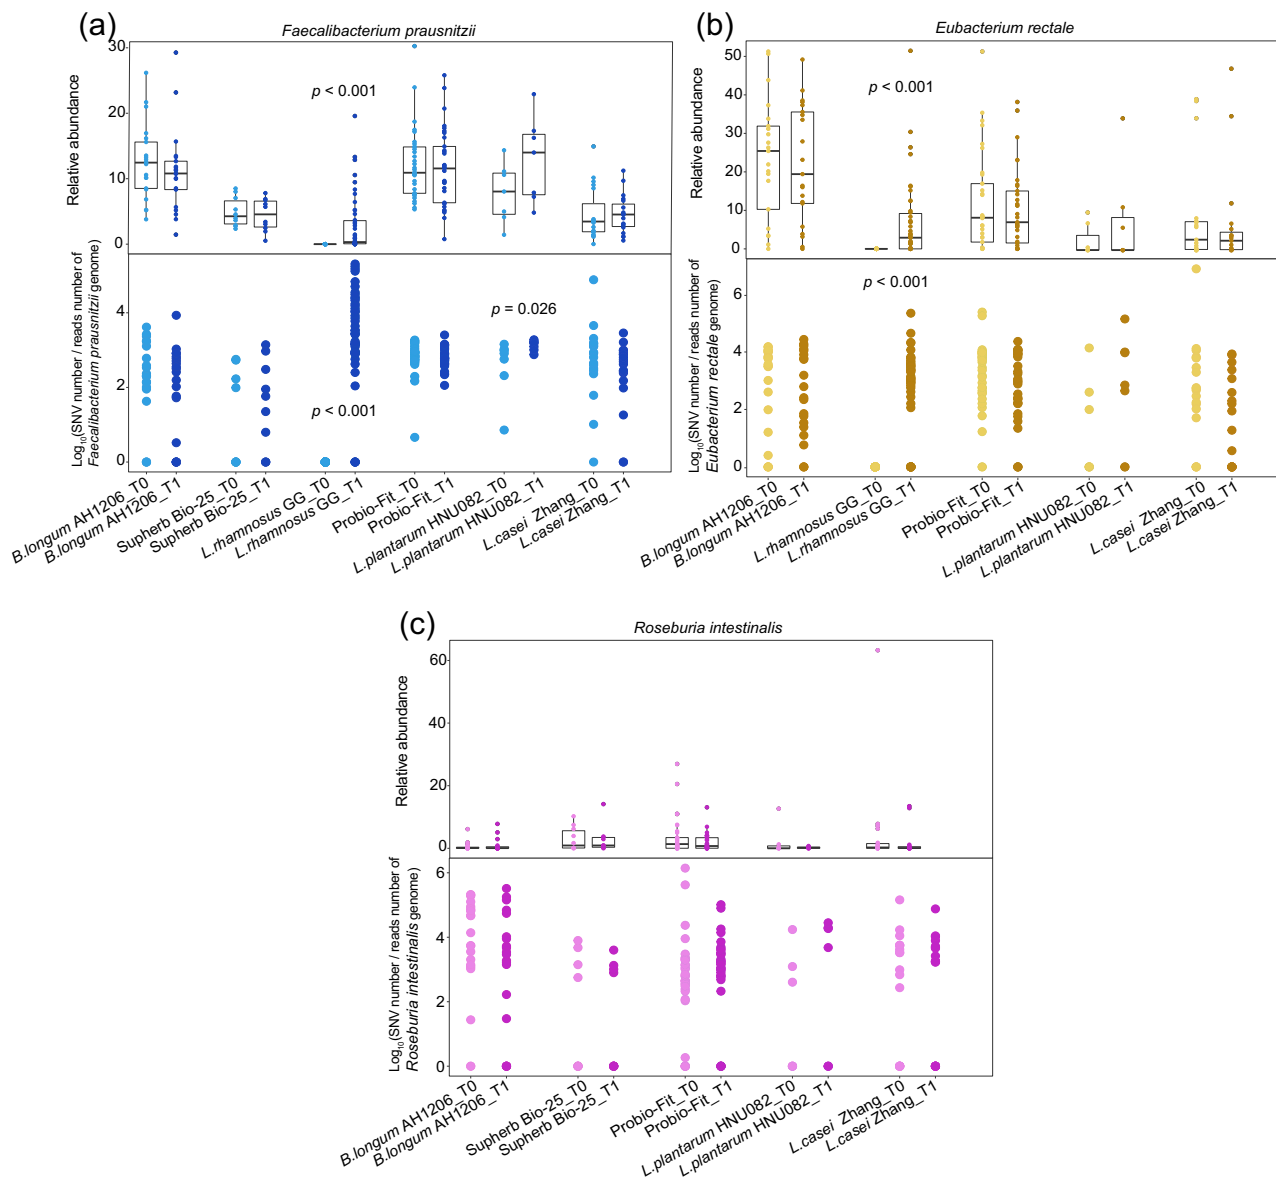 (a)
Faecalibacterium prausnitzii
Relative abundance
30
20
10
0
p < 0.001
Log10(SNV number / reads number of
Faecalibacterium prausnitzii genome)
4
2
0
p = 0.026
p < 0.001
B.longum AH1206_T0
B.longum AH1206_T1
Supherb Bio-25_T0
Supherb Bio-25_T1
L.rhamnosus GG_T0
L.rhamnosus GG_T1
Probio-Fit_T0
Probio-Fit_T1
L.plantarum HNU082_T0
L.plantarum HNU082_T1
L.casei Zhang_T0
L.casei Zhang_T1
(b)
Eubacterium rectale
Relative abundance
50
40
30
20
10
0
p < 0.001
Log10(SNV number / reads number of
Eubacterium rectale genome)
6
4
2
0
p < 0.001
B.longum AH1206_T0
B.longum AH1206_T1
L.rhamnosus GG_T0
L.rhamnosus GG_T1
Probio-Fit_T0
Probio-Fit_T1
L.plantarum HNU082_T0
L.plantarum HNU082_T1
L.casei Zhang_T0
L.casei Zhang_T1
(c)
Roseburia intestinalis
Relative abundance
60
40
20
0
Log10(SNV number / reads number of
Roseburia intestinalis genome)
6
4
2
0
B.longum AH1206_T0
B.longum AH1206_T1
Supherb Bio-25_T0
Supherb Bio-25_T1
Probio-Fit_T0
Probio-Fit_T1
L.plantarum HNU082_T0
L.plantarum HNU082_T1
L.casei Zhang_T0
L.casei Zhang_T1